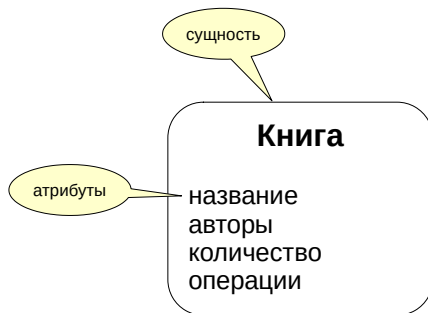 сущность
Книга
атрибуты
название
авторы
количество
операции